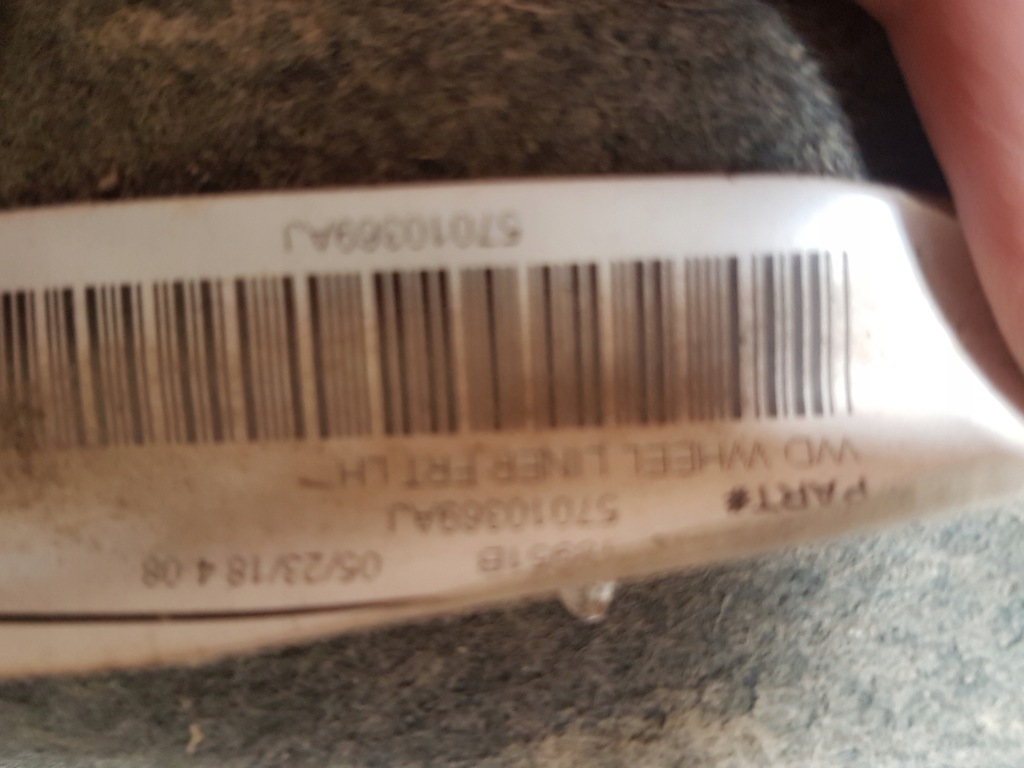 05/23/18 4 08
PART# 57010369AJ
WD WHEEL LINER FRT LH
57010369AJ